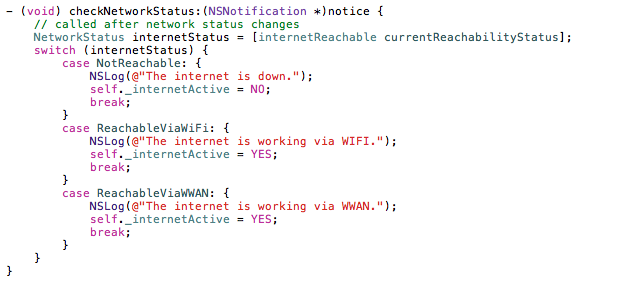 - (void) checkNetworkStatus:(NSNotification *)notice {
    // called after network status changes
    NetworkStatus internetStatus = [internetReachable currentReachabilityStatus];
    switch (internetStatus) {
        case NotReachable: {
            NSLog(@"The internet is down.");
            self._internetActive = NO;
            break;
        }
        case ReachableViaWiFi: {
            NSLog(@"The internet is working via WIFI.");
            self._internetActive = YES;
            break;
        }
        case ReachableViaWWAN: {
            NSLog(@"The internet is working via WWAN.");
            self._internetActive = YES;
            break;
        }
    }
}